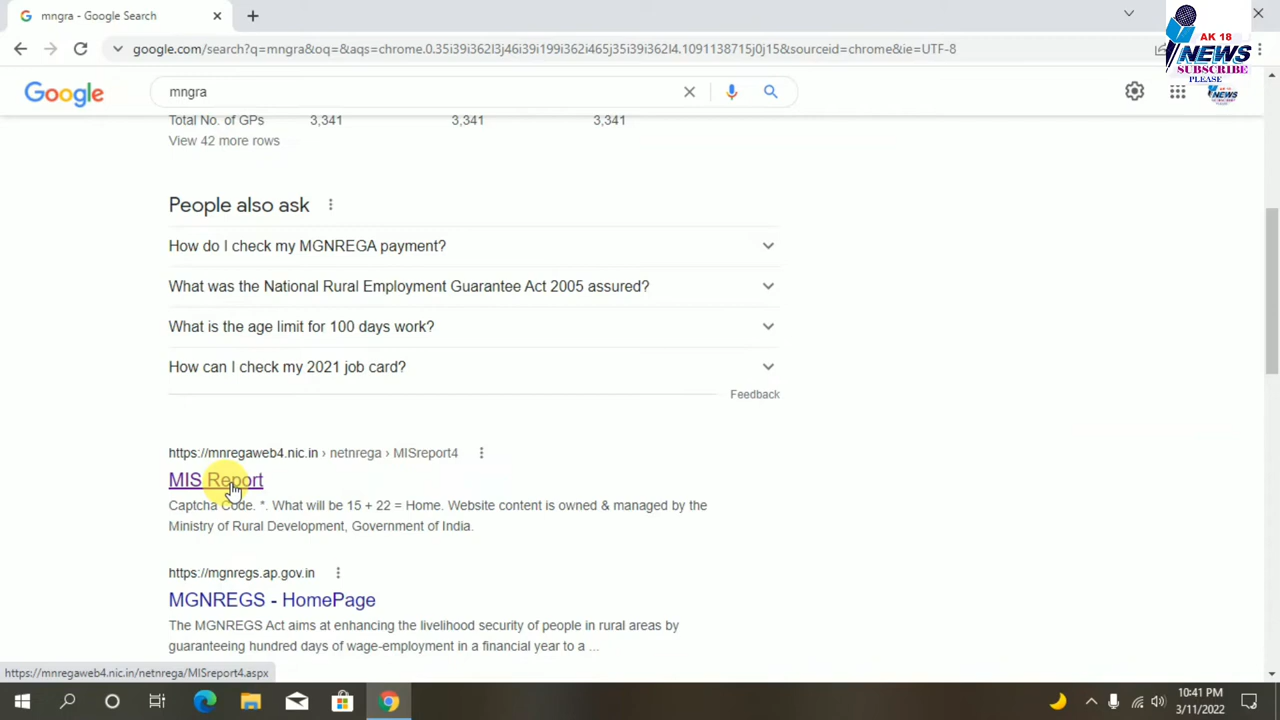 mngra - Google Search
google.com/search?q=mngra&oq=&aqs=chrome.0.35i39i362l3j46i39i199i362i465j35i39i362l4.1091138715j0j15&sourceid=chrome&ie=UTF-8
AK 18
NEWS
SUBSCRIBE
PLEASE
Google
mngra
Total No. of GPs 3,341 3,341 3,341
View 42 more rows
People also ask
How do I check my MGNREGA payment?
What was the National Rural Employment Guarantee Act 2005 assured?
What is the age limit for 100 days work?
How can I check my 2021 job card?
Feedback
https://mnregaweb4.nic.in › netnrega › MISreport4
MIS Report
Captcha Code. *. What will be 15 + 22 = Home. Website content is owned & managed by the
Ministry of Rural Development, Government of India.
https://mgnregs.ap.gov.in
MGNREGS - HomePage
The MGNREGS Act aims at enhancing the livelihood security of people in rural areas by
guaranteeing hundred days of wage-employment in a financial year to a ...
https://mnregaweb4.nic.in/netnrega/MISreport4.aspx
10:41 PM
3/11/2022